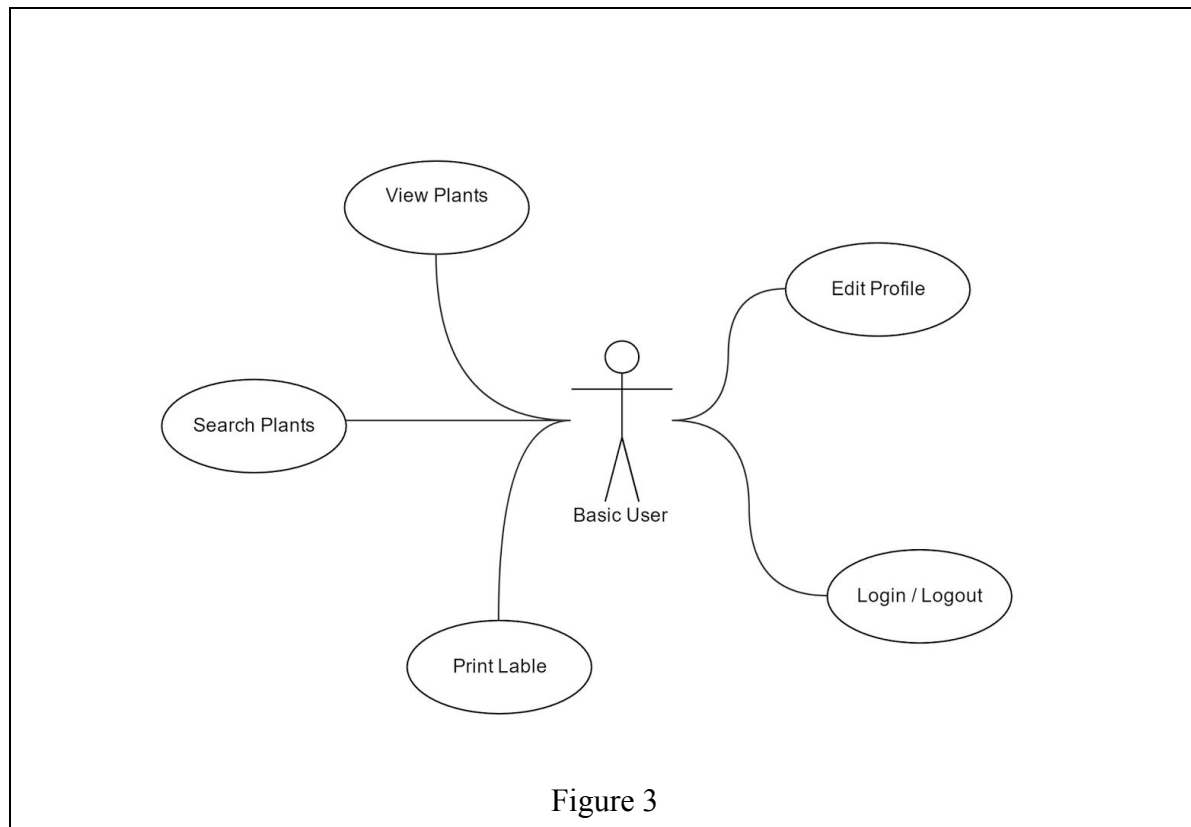 View Plants
Edit Profile
Search Plants
Basic User
Login / Logout
Print Lable
Figure 3